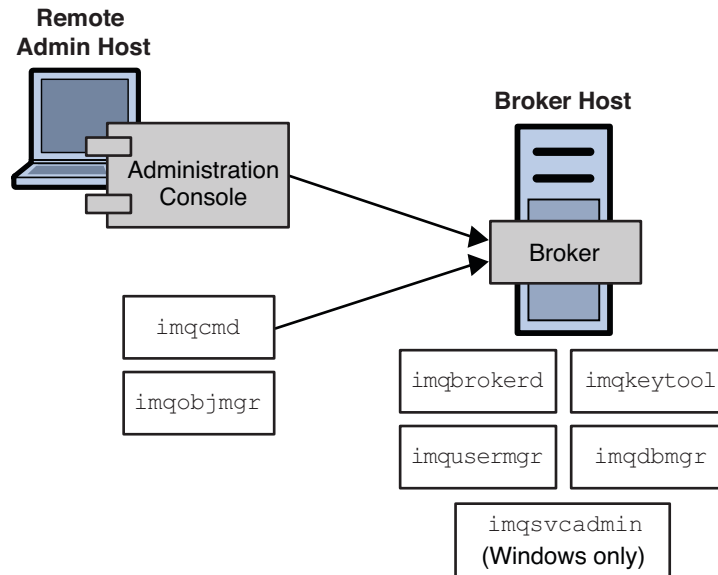 Remote
Admin Host
Broker Host
Administration
Console
Broker
imqcmd
imqobjmgr
imqbrokerd
imqkeytool
imqusermgr
imqdbmgr
imqsvcadmin
(Windows only)